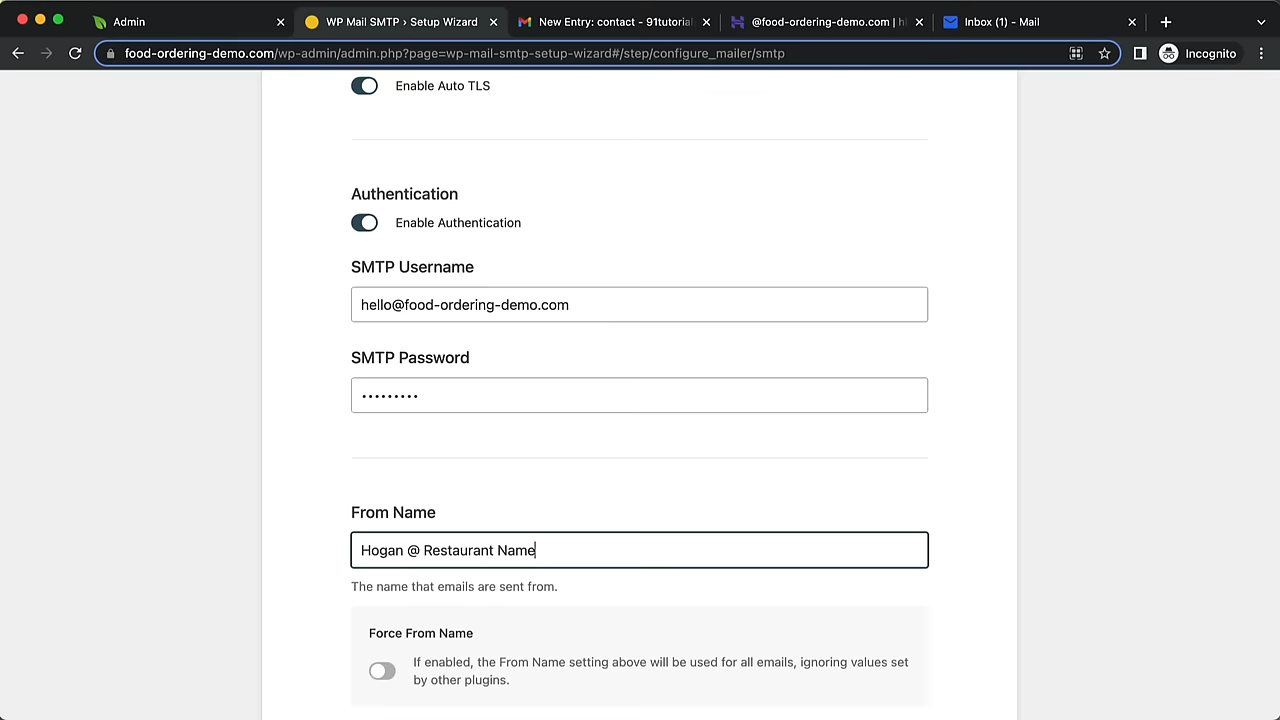 Admin
WP Mail SMTP › Setup Wizard
New Entry: contact - 91tutorial
@food-ordering-demo.com | h
Inbox (1) - Mail
food-ordering-demo.com/wp-admin/admin.php?page=wp-mail-smtp-setup-wizard#/step/configure_mailer/smtp
Incognito
Enable Auto TLS
Authentication
Enable Authentication
SMTP Username
hello@food-ordering-demo.com
SMTP Password
•••••••••
From Name
Hogan @ Restaurant Name
The name that emails are sent from.
Force From Name
If enabled, the From Name setting above will be used for all emails, ignoring values set
by other plugins.